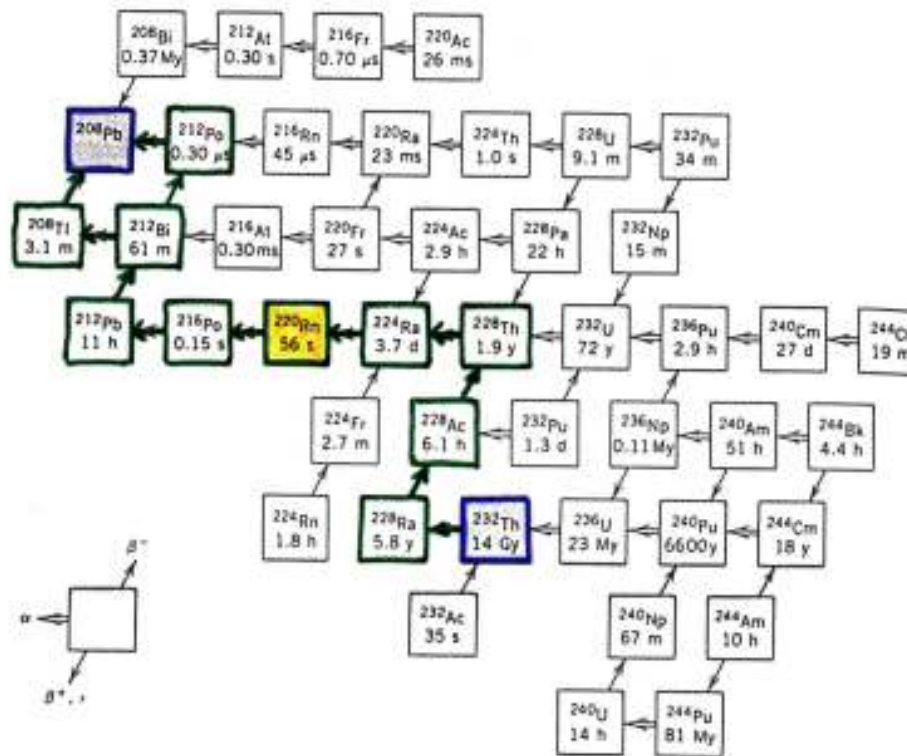 208Bi
0.37 My
212At
0.30 s
216Fr
0.70 μs
220Ac
26 ms
208Pb
212Po
0.30 μs
216Rn
45 μs
220Ra
23 ms
224Th
1.0 s
228U
9.1 m
232Pu
34 m
208Tl
3.1 m
212Bi
61 m
216At
0.30 ms
220Fr
27 s
224Ac
2.9 h
228Pa
22 h
232Np
15 m
212Pb
11 h
216Po
0.15 s
220Rn
56 s
224Ra
3.7 d
228Th
1.9 y
232U
72 y
236Pu
2.9 h
240Cm
27 d
244C
19 m
224Fr
2.7 m
228Ac
6.1 h
232Pu
1.3 d
236Np
0.11 My
240Am
51 h
244Bk
4.4 h
224Rn
1.8 h
228Ra
5.8 y
232Th
14 Gy
236U
23 My
240Pu
6600 y
244Cm
18 y
β⁻
α
β⁺,
232Ac
35 s
240Np
67 m
244Am
10 h
240U
14 h
244Pu
81 My